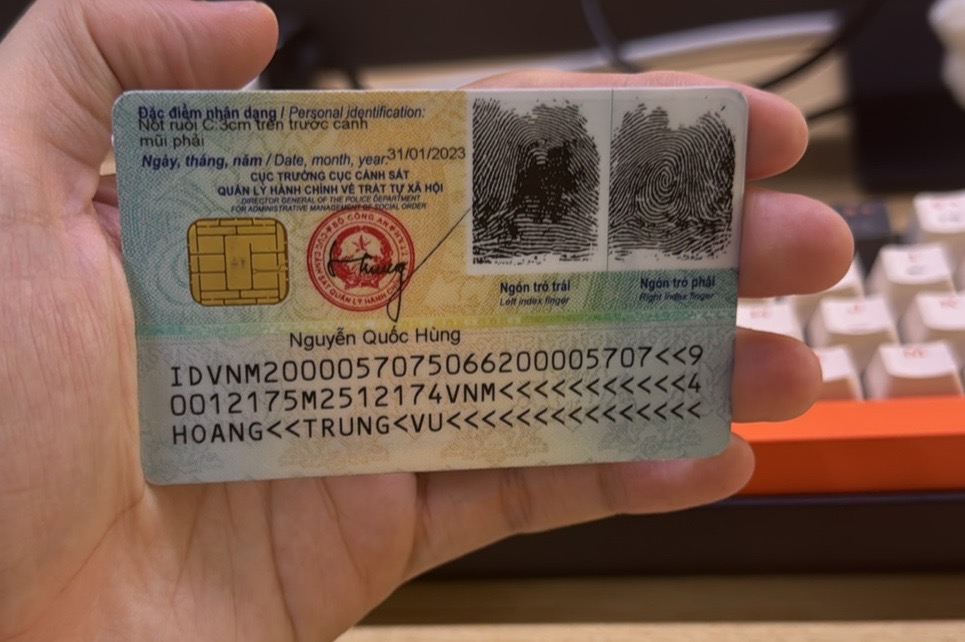 Đặc điểm nhận dạng / Personal identification:
Nốt ruồi C.3cm trên trước cánh
mũi phải
Ngày, tháng, năm / Date, month, year 31/01/2023
CỤC TRƯỞNG CỤC CẢNH SÁT
QUẢN LÝ HÀNH CHÍNH VỀ TRẬT TỰ XÃ HỘI
DIRECTOR GENERAL OF THE POLICE DEPARTMENT
FOR ADMINISTRATIVE MANAGEMENT OF SOCIAL ORDER
BỘ CÔNG AN
CỤC CẢNH SÁT QUẢN LÝ HÀNH CHÍNH
Ngón trỏ trái
Left index finger
Ngón trỏ phải
Right index finger
Nguyễn Quốc Hùng
IDVNM2000057075066200005707<<9
0012175M2512174VNM<<<<<<<<<<<4
HOANG<<TRUNG<VU<<<<<<<<<<<<<<<